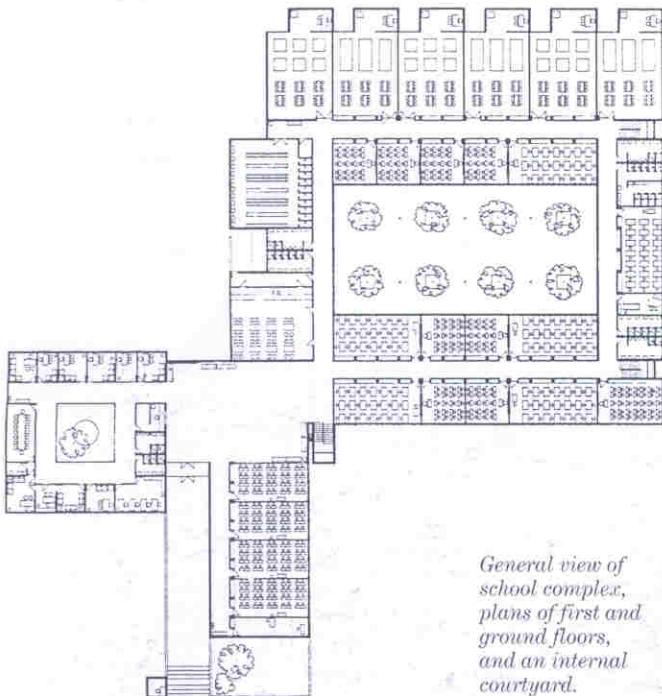 General view of
school complex,
plans of first and
ground floors,
and an internal
courtyard.